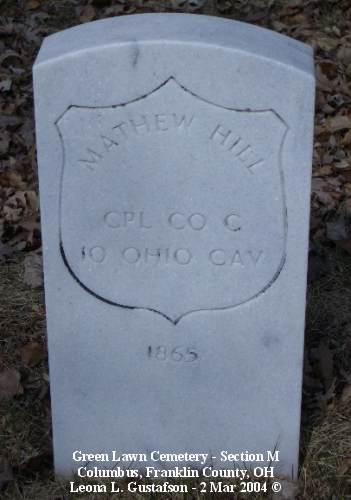 MATHEW HILL
CPL CO C
10 OHIO CAV
1865
Green Lawn Cemetery - Section M
Columbus, Franklin County, OH
Leona L. Gustafson - 2 Mar 2004 ©